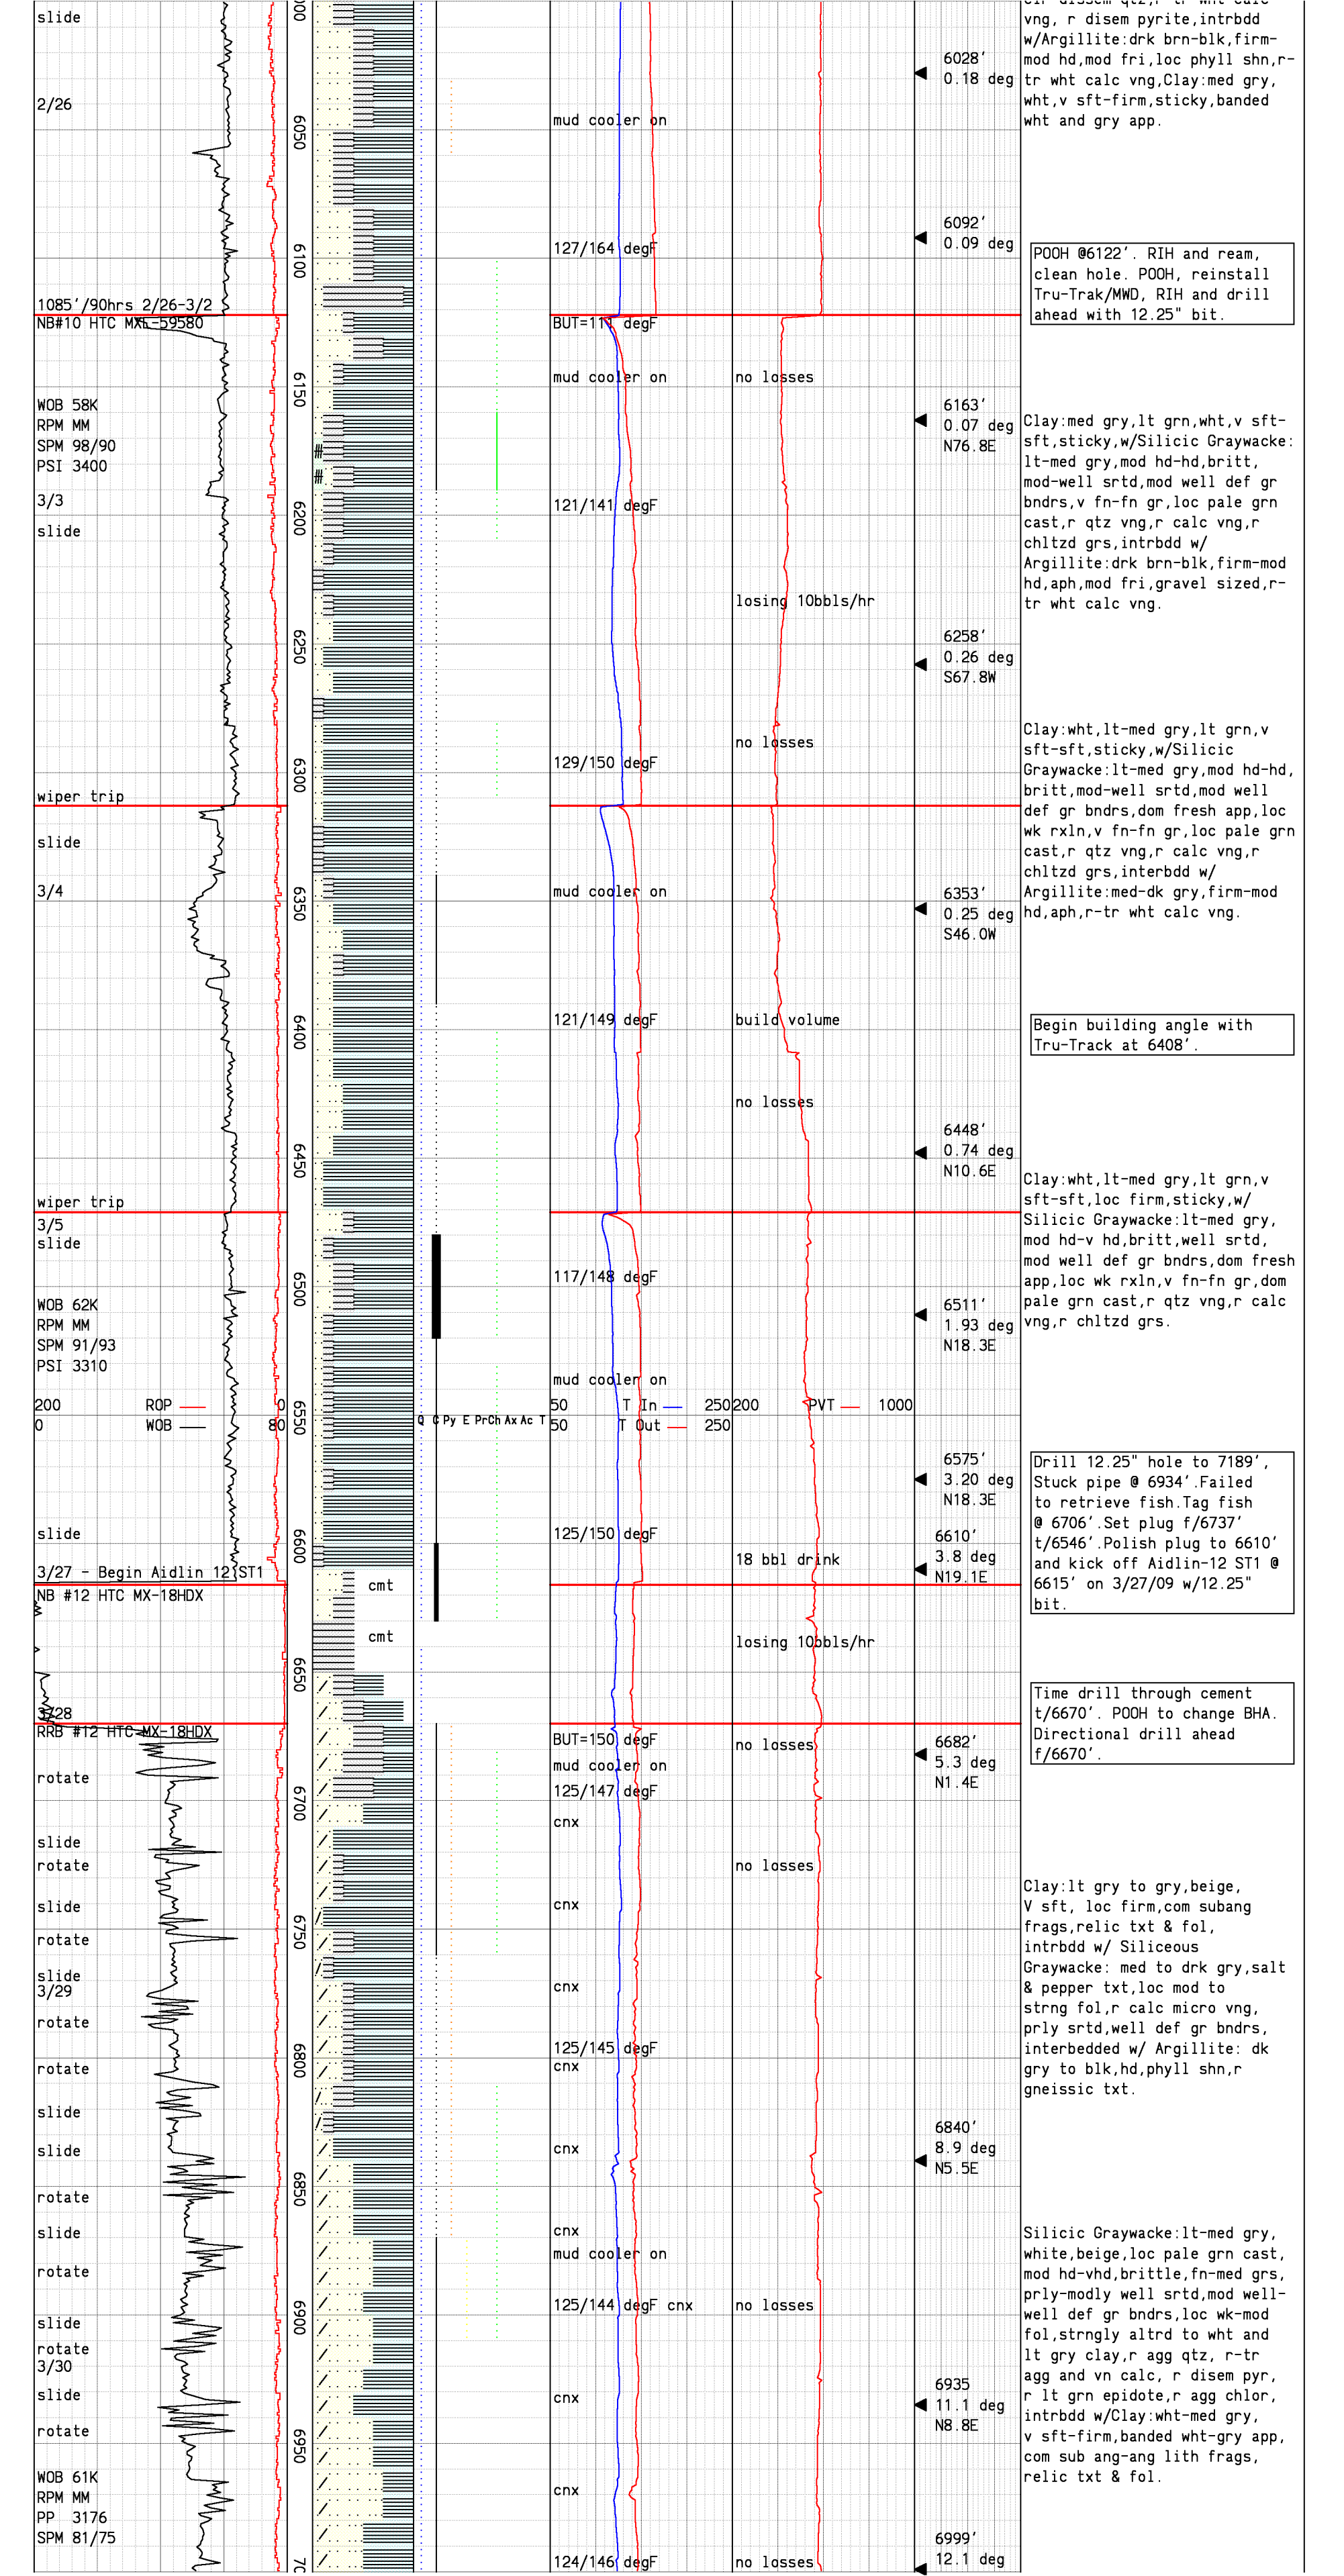 slide
2/26
1085'/90hrs 2/26-3/2
NB#10 HTC MXL-59580
WOB 58K
RPM MM
SPM 98/90
PSI 3400
3/3
slide
wiper trip
slide
3/4
wiper trip
3/5
slide
WOB 62K
RPM MM
SPM 91/93
PSI 3310
200 ROP 0
0 WOB 80
slide
3/27 - Begin Aidlin 12 ST1
NB #12 HTC MX-18HDX
3/28
RRB #12 HTC MX-18HDX
rotate
slide
rotate
slide
rotate
slide
3/29
rotate
rotate
slide
slide
rotate
slide
rotate
slide
rotate
3/30
slide
rotate
WOB 61K
RPM MM
PP 3176
SPM 81/75
6050
6100
6150
6200
6250
6300
6350
6400
6450
6500
6550
6600
6650
6700
6750
6800
6850
6900
6950
#
#
cmt
cmt
Q C Py E PrCh Ax Ac T
mud cooler on
127/164 degF
BUT=111 degF
mud cooler on
121/141 degF
129/150 degF
mud cooler on
121/149 degF
117/148 degF
mud cooler on
50 T In 250
50 T Out 250
125/150 degF
BUT=150 degF
mud cooler on
125/147 degF
cnx
cnx
cnx
125/145 degF
cnx
cnx
cnx
mud cooler on
125/144 degF cnx
cnx
cnx
124/146 degF
no losses
losing 10bbls/hr
no losses
build volume
no losses
200 PVT 1000
18 bbl drink
losing 10bbls/hr
no losses
no losses
no losses
no losses
6028'
0.18 deg
6092'
0.09 deg
6163'
0.07 deg
N76.8E
6258'
0.26 deg
S67.8W
6353'
0.25 deg
S46.0W
6448'
0.74 deg
N10.6E
6511'
1.93 deg
N18.3E
6575'
3.20 deg
N18.3E
6610'
3.8 deg
N19.1E
6682'
5.3 deg
N1.4E
6840'
8.9 deg
N5.5E
6935
11.1 deg
N8.8E
6999'
12.1 deg
vng, r disem pyrite,intrbdd
w/Argillite:drk brn-blk,firm-
mod hd,mod fri,loc phyll shn,r-
tr wht calc vng,Clay:med gry,
wht,v sft-firm,sticky,banded
wht and gry app.
POOH @6122'. RIH and ream,
clean hole. POOH, reinstall
Tru-Trak/MWD, RIH and drill
ahead with 12.25" bit.
Clay:med gry,lt grn,wht,v sft-
sft,sticky,w/Silicic Graywacke:
lt-med gry,mod hd-hd,britt,
mod-well srtd,mod well def gr
bndrs,v fn-fn gr,loc pale grn
cast,r qtz vng,r calc vng,r
chltzd grs,intrbdd w/
Argillite:drk brn-blk,firm-mod
hd,aph,mod fri,gravel sized,r-
tr wht calc vng.
Clay:wht,lt-med gry,lt grn,v
sft-sft,sticky,w/Silicic
Graywacke:lt-med gry,mod hd-hd,
britt,mod-well srtd,mod well
def gr bndrs,dom fresh app,loc
wk rxln,v fn-fn gr,loc pale grn
cast,r qtz vng,r calc vng,r
chltzd grs,interbdd w/
Argillite:med-dk gry,firm-mod
hd,aph,r-tr wht calc vng.
Begin building angle with
Tru-Track at 6408'.
Clay:wht,lt-med gry,lt grn,v
sft-sft,loc firm,sticky,w/
Silicic Graywacke:lt-med gry,
mod hd-v hd,britt,well srtd,
mod well def gr bndrs,dom fresh
app,loc wk rxln,v fn-fn gr,dom
pale grn cast,r qtz vng,r calc
vng,r chltzd grs.
Drill 12.25" hole to 7189',
Stuck pipe @ 6934'.Failed
to retrieve fish.Tag fish
@ 6706'.Set plug f/6737'
t/6546'.Polish plug to 6610'
and kick off Aidlin-12 ST1 @
6615' on 3/27/09 w/12.25"
bit.
Time drill through cement
t/6670'. POOH to change BHA.
Directional drill ahead
f/6670'.
Clay:lt gry to gry,beige,
V sft, loc firm,com subang
frags,relic txt & fol,
intrbdd w/ Siliceous
Graywacke: med to drk gry,salt
& pepper txt,loc mod to
strng fol,r calc micro vng,
prly srtd,well def gr bndrs,
interbedded w/ Argillite: dk
gry to blk,hd,phyll shn,r
gneissic txt.
Silicic Graywacke:lt-med gry,
white,beige,loc pale grn cast,
mod hd-vhd,brittle,fn-med grs,
prly-modly well srtd,mod well-
well def gr bndrs,loc wk-mod
fol,strngly altrd to wht and
lt gry clay,r agg qtz, r-tr
agg and vn calc, r disem pyr,
r lt grn epidote,r agg chlor,
intrbdd w/Clay:wht-med gry,
v sft-firm,banded wht-gry app,
com sub ang-ang lith frags,
relic txt & fol.